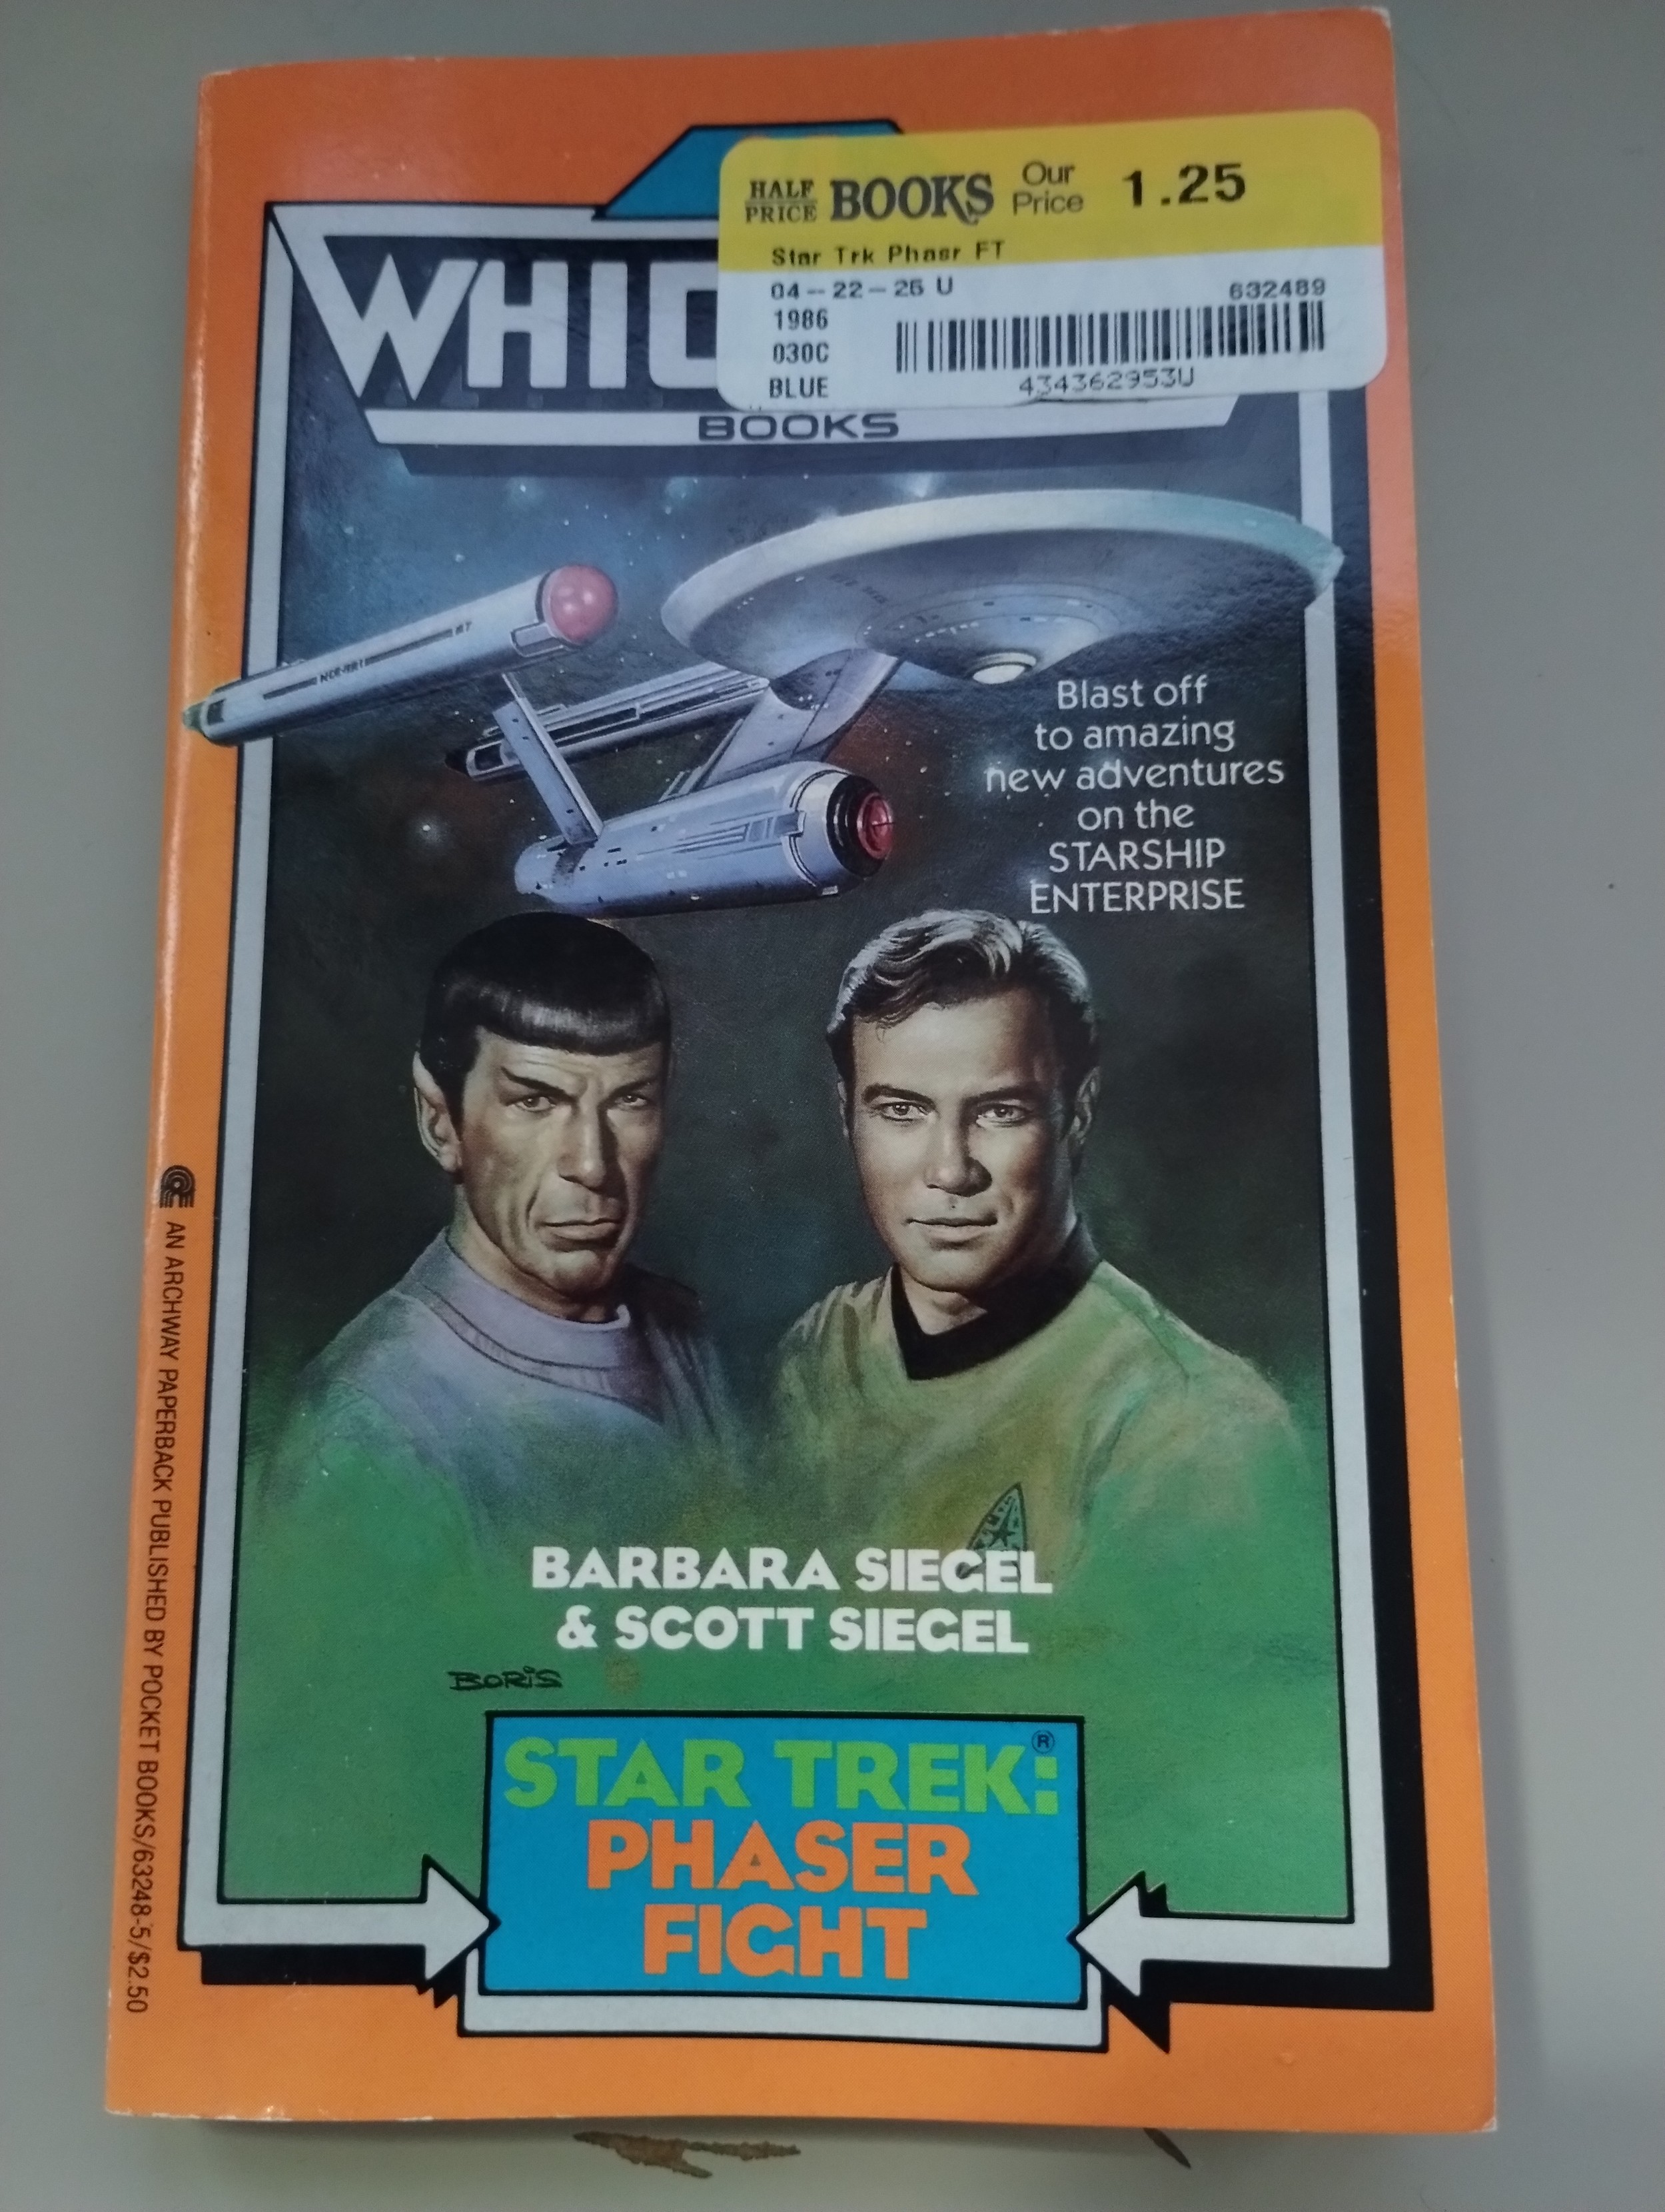 HALF PRICE BOOKS Our Price 1.25
Star Trk Phasr FT
04-22-25 U 632489
1986
030C
BLUE
434362953U
WHIC
BOOKS
Blast off
to amazing
new adventures
on the
STARSHIP
ENTERPRISE
BARBARA SIEGEL
& SCOTT SIEGEL
BORIS
STAR TREK:®
PHASER
FIGHT
AN ARCHWAY PAPERBACK PUBLISHED BY POCKET BOOKS/63248-5/$2.50